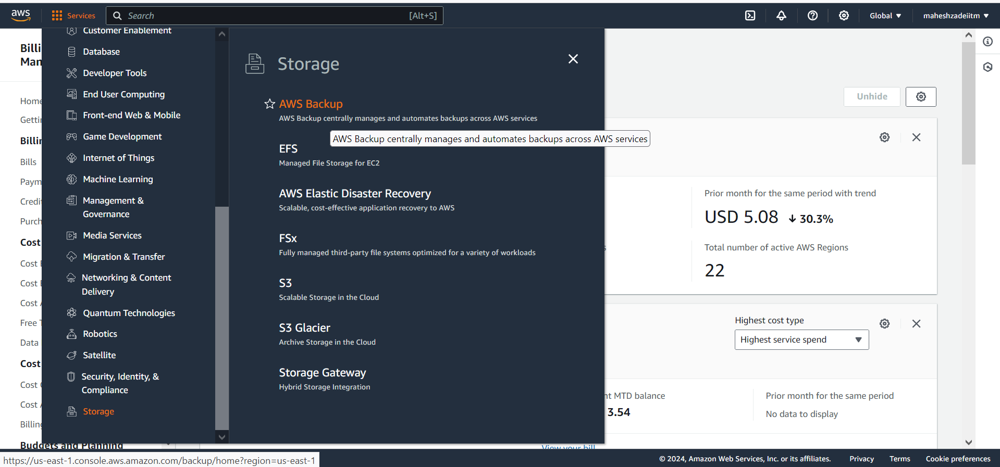 aws
Services
Search
[Alt+S]
Global
maheshzadeiitm
Billi
Man
Home
Getti
Billin
Bills
Paym
Credi
Purch
Cost
Cost E
Cost E
Cost A
Free T
Data
Cost
Cost C
Cost A
Billing
Budgets and Planning
Customer Enablement
Database
Developer Tools
End User Computing
Front-end Web & Mobile
Game Development
Internet of Things
Machine Learning
Management &
Governance
Media Services
Migration & Transfer
Networking & Content
Delivery
Quantum Technologies
Robotics
Satellite
Security, Identity, &
Compliance
Storage
Storage
AWS Backup
AWS Backup centrally manages and automates backups across AWS services
AWS Backup centrally manages and automates backups across AWS services
EFS
Managed File Storage for EC2
AWS Elastic Disaster Recovery
Scalable, cost-effective application recovery to AWS
FSx
Fully managed third-party file systems optimized for a variety of workloads
S3
Scalable Storage in the Cloud
S3 Glacier
Archive Storage in the Cloud
Storage Gateway
Hybrid Storage Integration
Unhide
Prior month for the same period with trend
USD 5.08 ↓ 30.3%
s
Total number of active AWS Regions
22
Highest cost type
Highest service spend
nt MTD balance
3.54
Prior month for the same period
No data to display
View your bill
https://us-east-1.console.aws.amazon.com/backup/home?region=us-east-1
© 2024, Amazon Web Services, Inc. or its affiliates.
Privacy
Terms
Cookie preferences